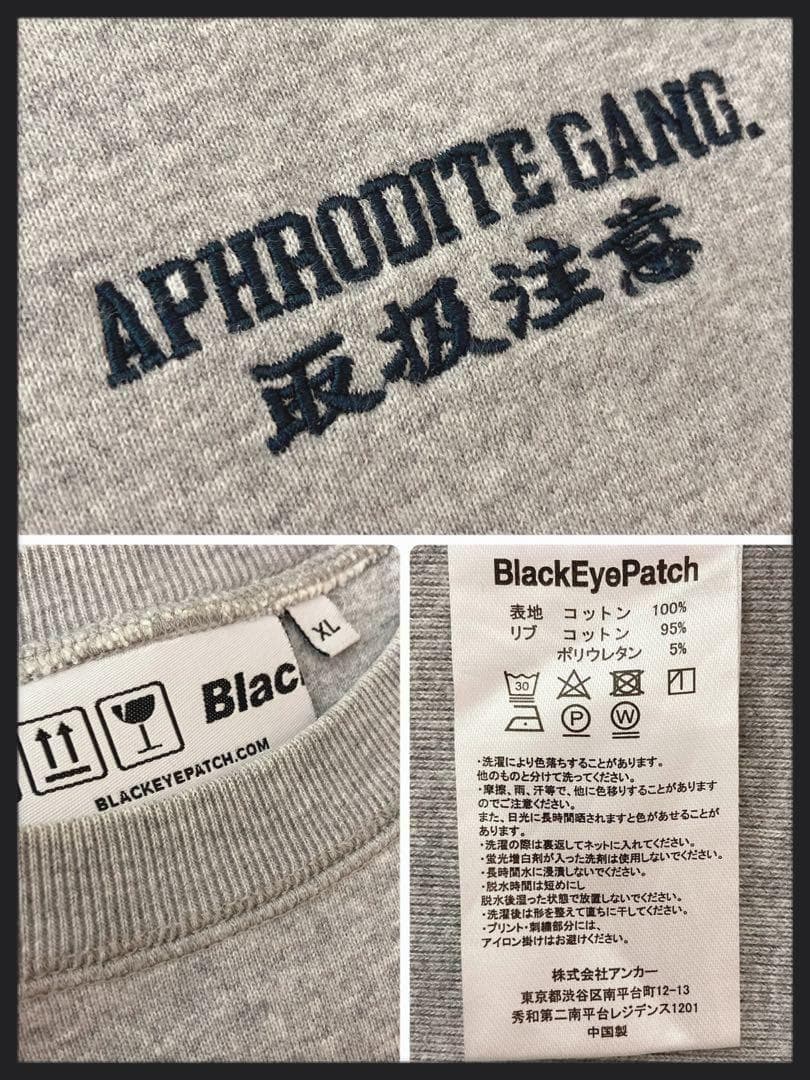 APHRODITE GANG.
取扱注意
XL
Blac
BLACKEYEPATCH.COM
BlackEyePatch
表地 コットン 100%
リブ コットン 95%
ポリウレタン 5%
30
P
W
・洗濯により色落ちすることがあります。
他のものと分けて洗ってください。
・摩擦、雨、汗等で、他に色移りすることがあります
のでご注意ください。
また、日光に長時間晒されますと色があせることが
あります。
・洗濯の際は裏返してネットに入れてください。
・蛍光増白剤が入った洗剤は使用しないでください。
・長時間水に浸漬しないでください。
・脱水時間は短めにし
脱水後湿った状態で放置しないでください。
・洗濯後は形を整えて直ちに干してください。
・プリント・刺繍部分には、
アイロン掛けはお避けください。
株式会社アンカー
東京都渋谷区南平台町12-13
秀和第二南平台レジデンス1201
中国製